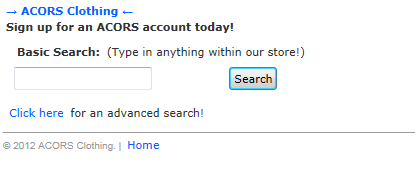 → ACORS Clothing ←
Sign up for an ACORS account today!
Basic Search: (Type in anything within our store!)
Search
Click here for an advanced search!
© 2012 ACORS Clothing. | Home